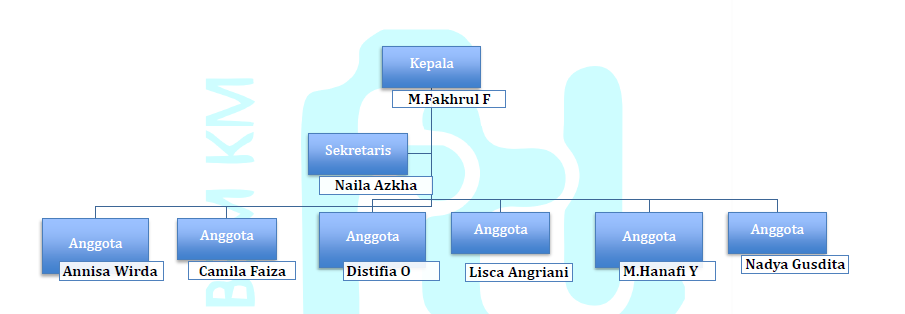 Kepala
M.Fakhrul F
Sekretaris
Naila Azkha
Anggota
Annisa Wirda
Anggota
Camila Faiza
Anggota
Distifia O
Anggota
Lisca Angriani
Anggota
M.Hanafi Y
Anggota
Nadya Gusdita
KM